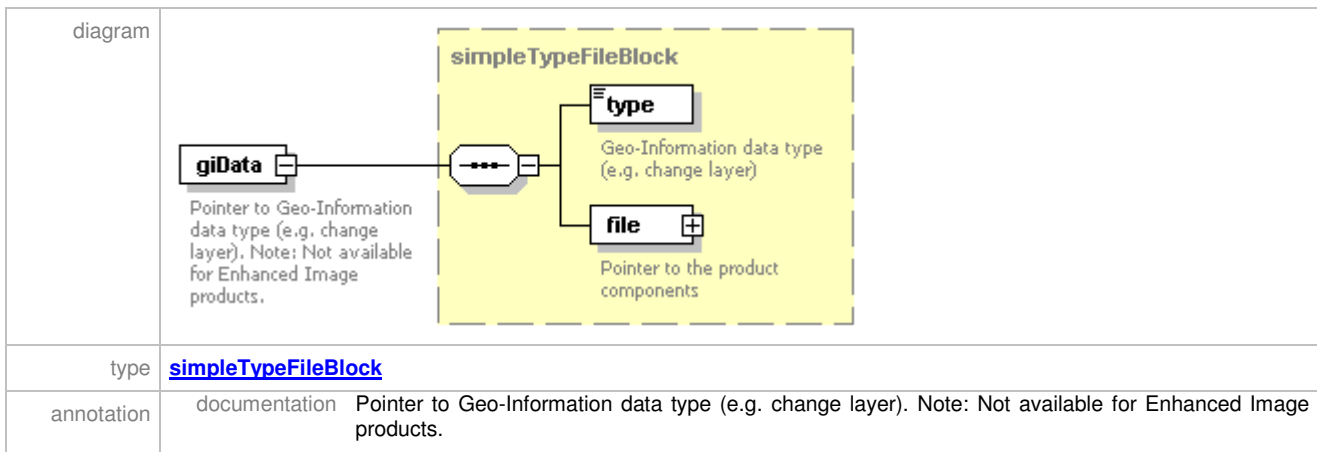 diagram
simpleTypeFileBlock
type
Geo-Information data type
(e.g. change layer)
giData
Pointer to Geo-Information
data type (e.g. change
layer). Note: Not available
for Enhanced Image
products.
file
Pointer to the product
components
type simpleTypeFileBlock
annotation documentation Pointer to Geo-Information data type (e.g. change layer). Note: Not available for Enhanced Image
products.